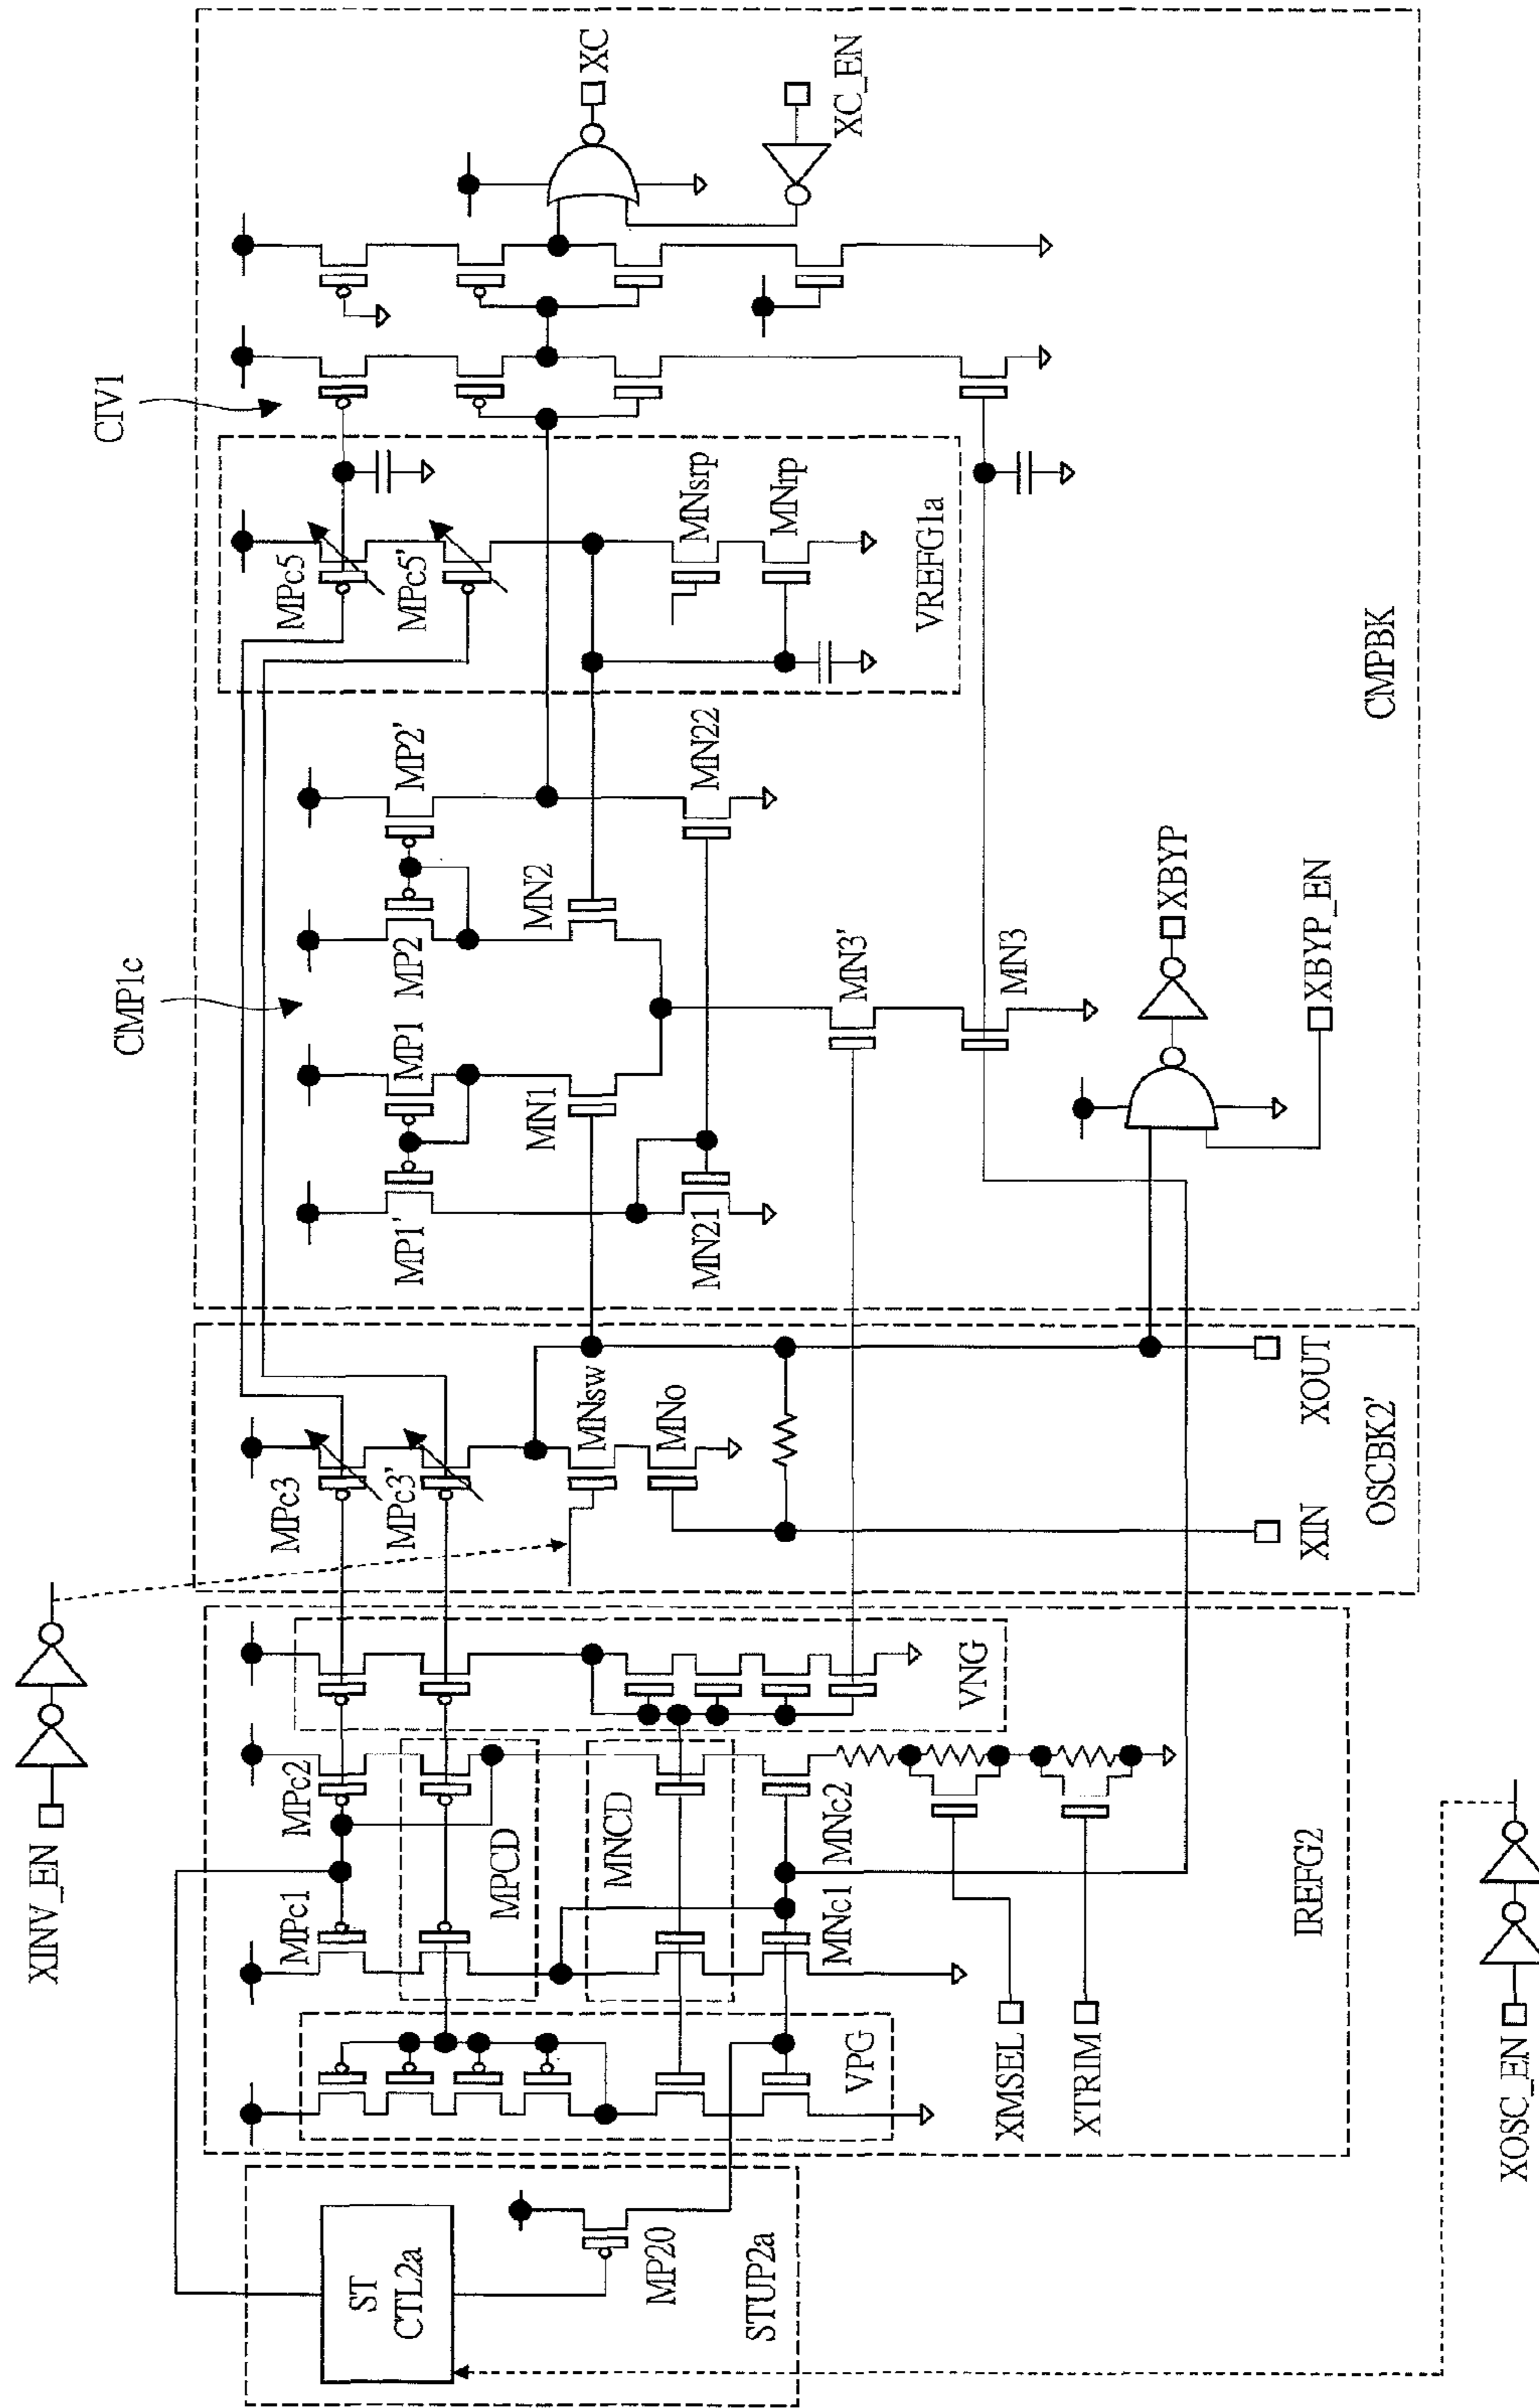 XINV_EN
ST
CTL2a
MP20
STUP2a
XOSC_EN
MPc1
MPc2
MPCD
MNCD
MNc1
MNc2
VPG
VNG
XMSEL
XTRIM
IREFG2
MPc3
MPc3'
MNsw
MNo
XIN
XOUT
OSCBK2'
CMP1c
MP1'
MP1
MP2
MP2'
MN1
MN2
MN21
MN22
MN3'
MN3
XBYP
XBYP_EN
CIV1
MPc5
MPc5'
MNsrp
MNrp
VREFG1a
XC
XC_EN
CMPBK